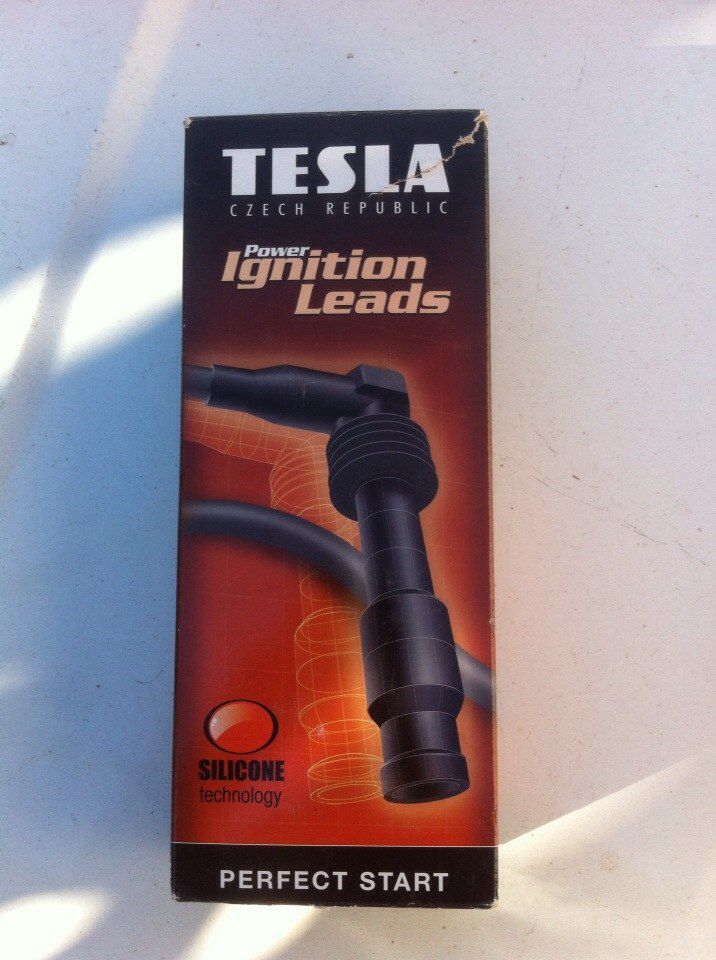 TESLA
CZECH REPUBLIC
Power
Ignition
Leads
SILICONE
technology
PERFECT START